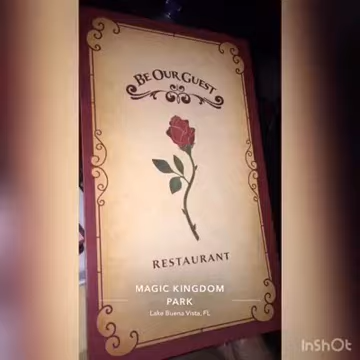 BE OUR GUEST
RESTAURANT
MAGIC KINGDOM
PARK
Lake Buena Vista, FL
InShOt